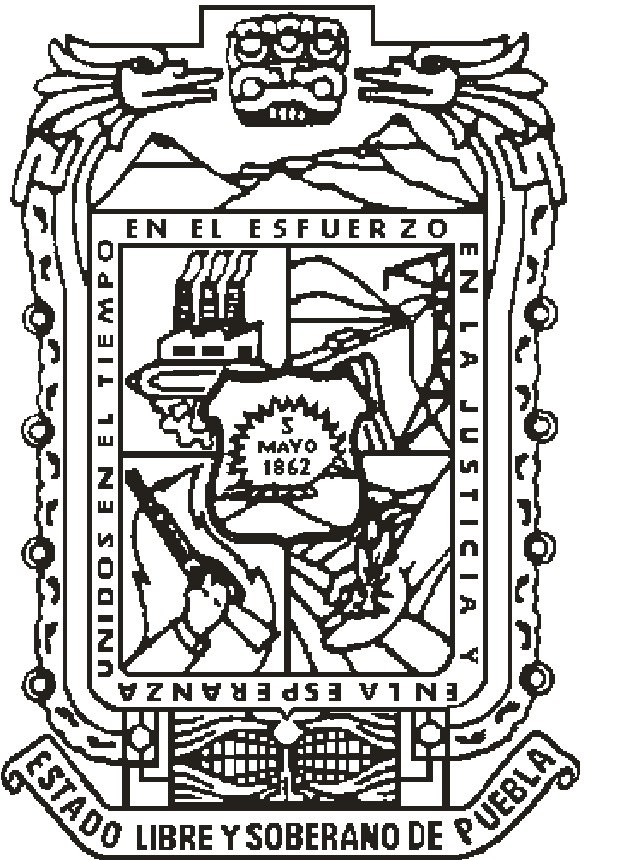 UNIDOS EN EL TIEMPO
EN EL ESFUERZO
EN LA JUSTICIA Y
EN LA ESPERANZA
5
MAYO
1862
ESTADO LIBRE Y SOBERANO DE PUEBLA